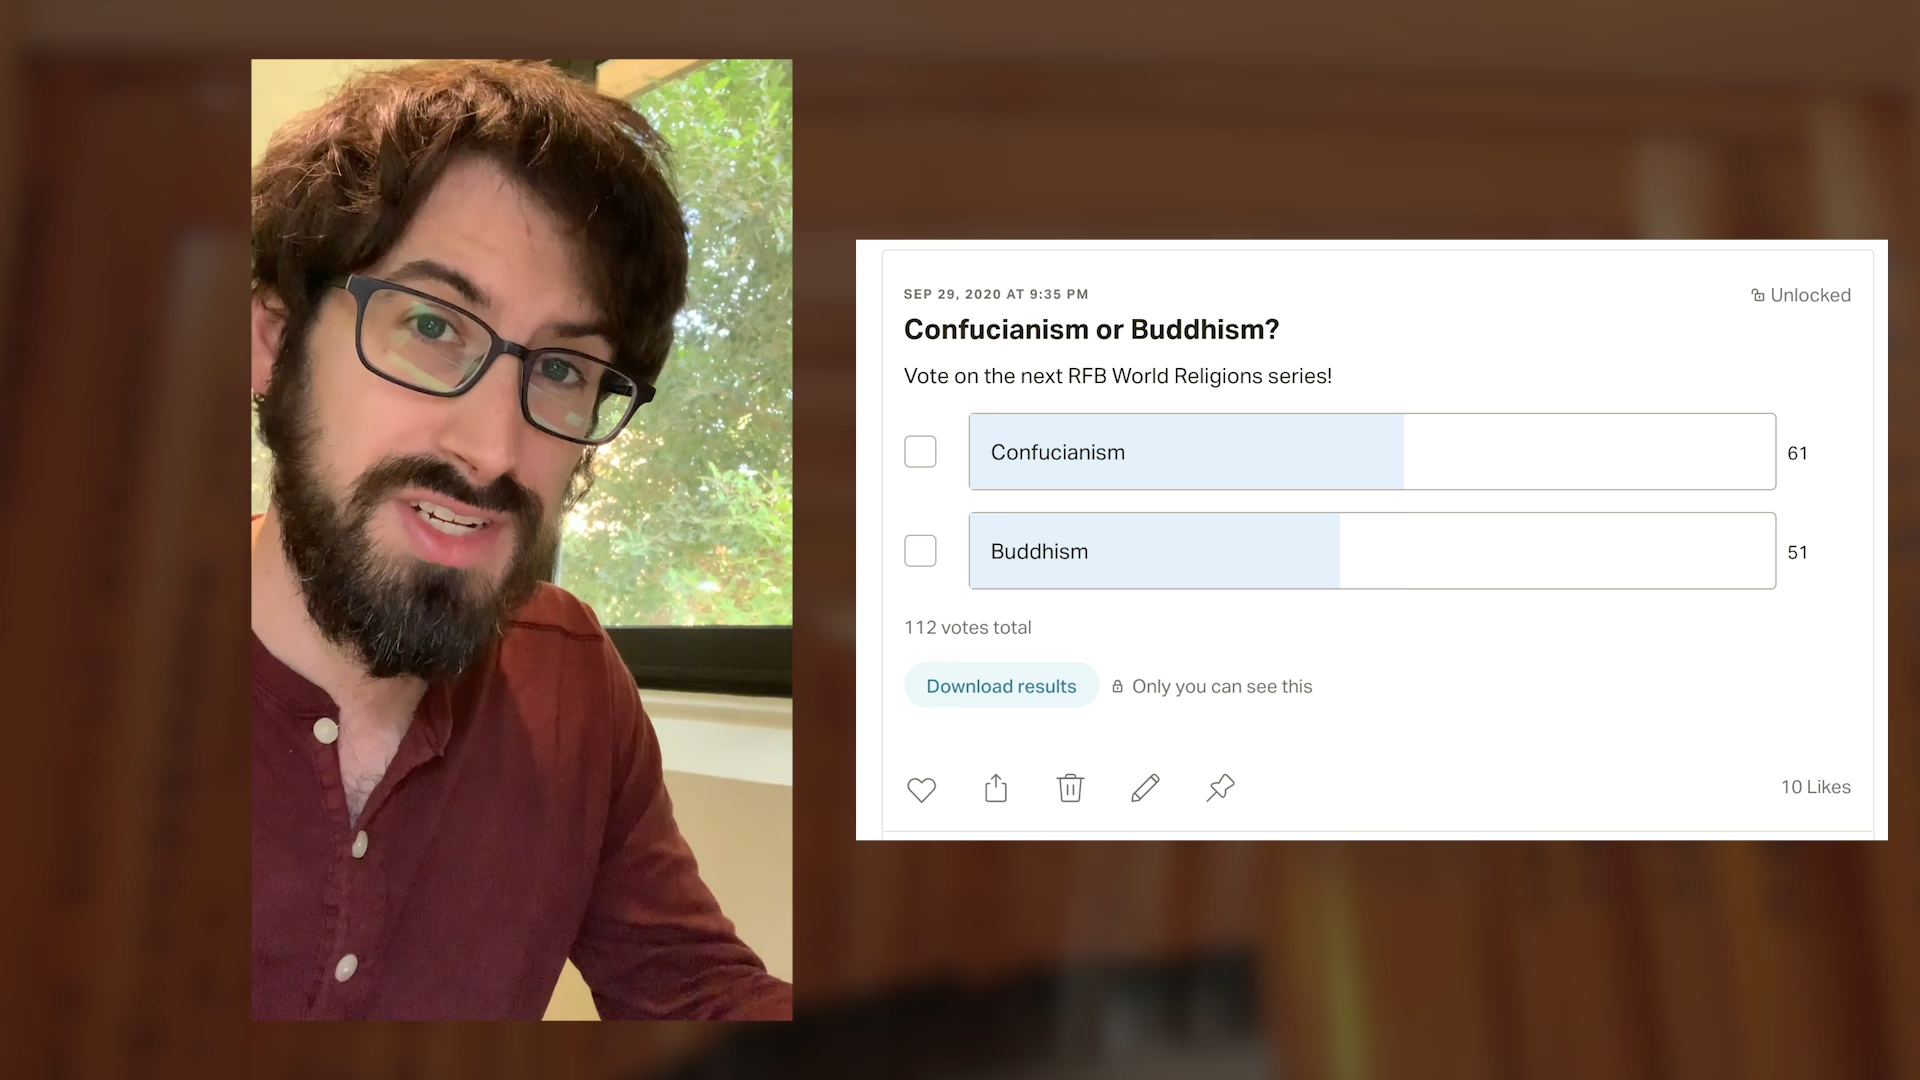 SEP 29, 2020 AT 9:35 PM
Unlocked
Confucianism or Buddhism?
Vote on the next RFB World Religions series!
Confucianism
61
Buddhism
51
112 votes total
Download results
Only you can see this
10 Likes